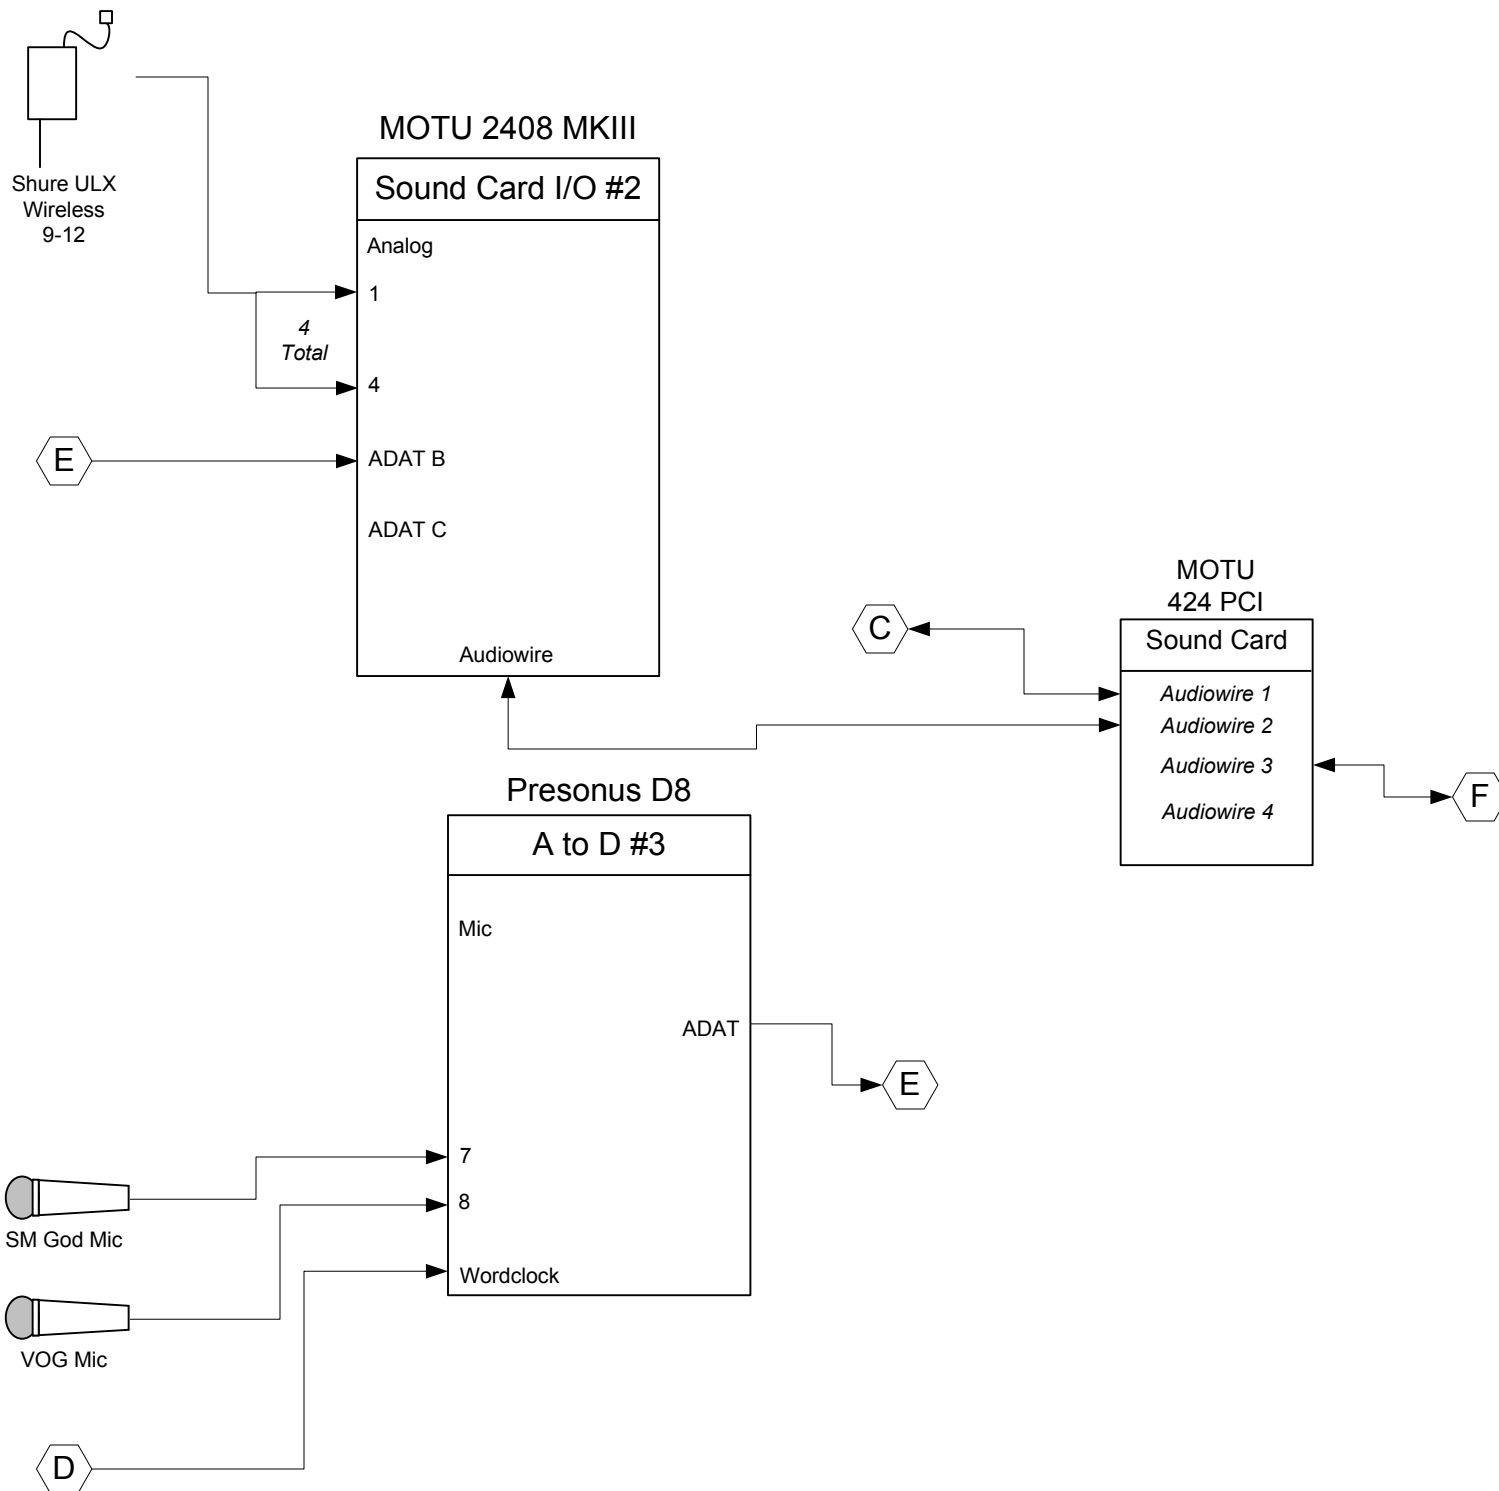 Shure ULX
Wireless
9-12
MOTU 2408 MKIII
Sound Card I/O #2
Analog
1
4
Total
4
E
ADAT B
ADAT C
Audiowire
C
MOTU
424 PCI
Sound Card
Audiowire 1
Audiowire 2
Audiowire 3
Audiowire 4
F
Presonus D8
A to D #3
Mic
ADAT
E
7
8
Wordclock
SM God Mic
VOG Mic
D